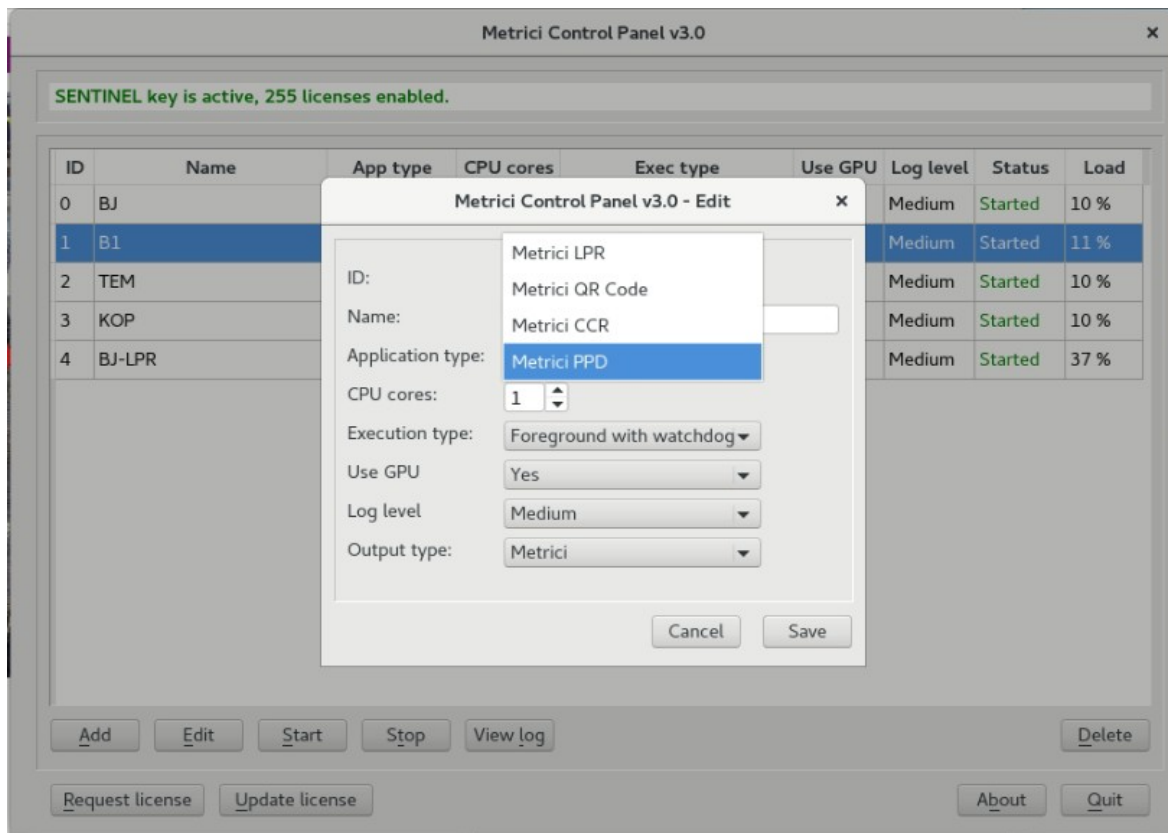 Metrici Control Panel v3.0
SENTINEL key is active, 255 licenses enabled.
ID Name App type CPU cores Exec type Use GPU Log level Status Load
0 BJ Medium Started 10 %
1 B1 Medium Started 11 %
2 TEM Medium Started 10 %
3 KOP Medium Started 10 %
4 BJ-LPR Medium Started 37 %
Metrici Control Panel v3.0 - Edit
ID:
Name:
Application type:
Metrici LPR
Metrici QR Code
Metrici CCR
Metrici PPD
CPU cores: 1
Execution type: Foreground with watchdog
Use GPU Yes
Log level Medium
Output type: Metrici
Cancel Save
Add Edit Start Stop View log Delete
Request license Update license About Quit